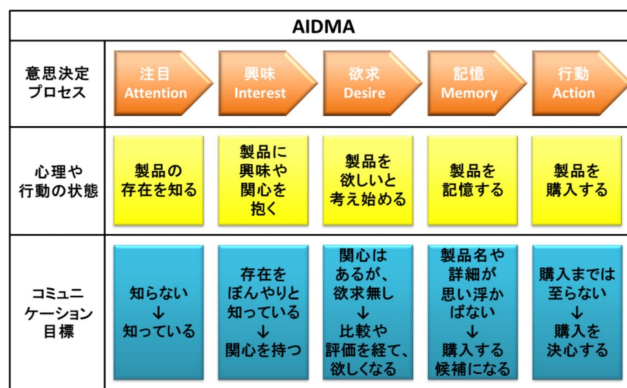 AIDMA
意思決定
プロセス
注目
Attention
興味
Interest
欲求
Desire
記憶
Memory
行動
Action
心理や
行動の状態
製品の
存在を知る
製品に
興味や
関心を
抱く
製品を
欲しいと
考え始める
製品を
記憶する
製品を
購入する
コミュニ
ケーション
目標
知らない
↓
知っている
存在を
ぼんやりと
知っている
↓
関心を持つ
関心は
あるが、
欲求無し
↓
比較や
評価を経て、
欲しくなる
製品名や
詳細が
思い浮か
ばない
↓
購入する
候補になる
購入までは
至らない
↓
購入を
決心する